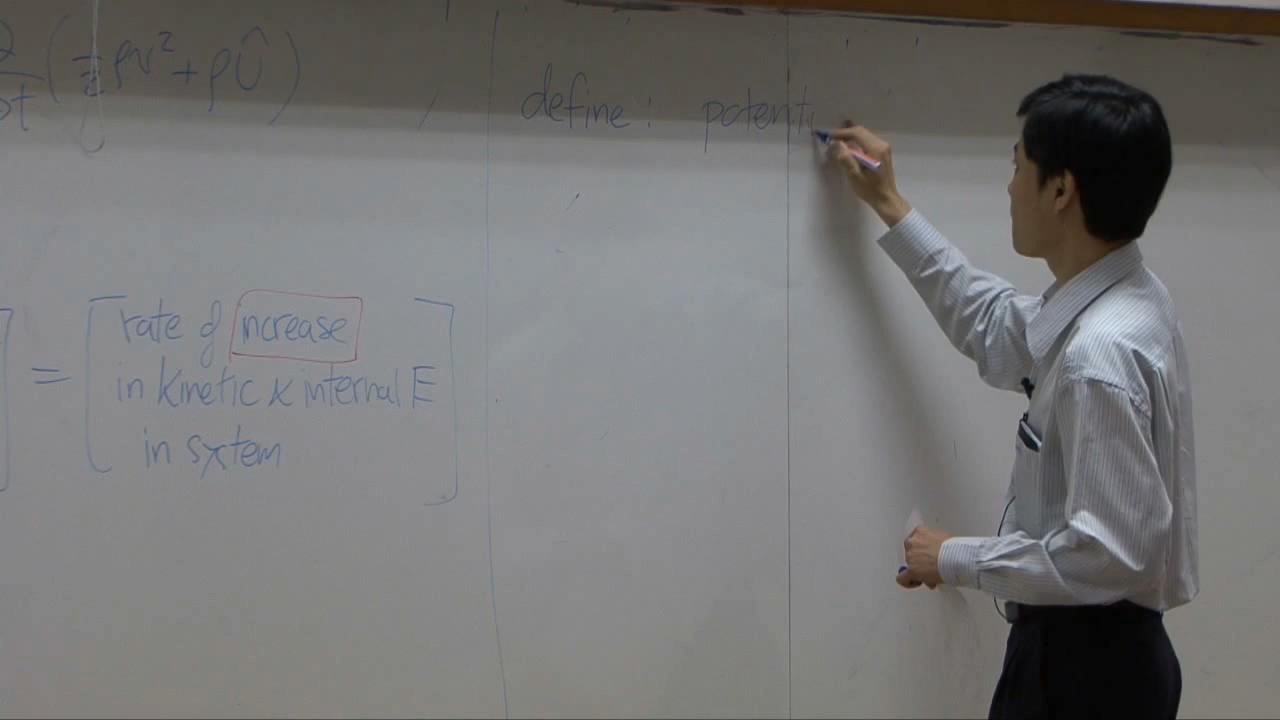 ∂/∂t (½ρv² + ρÛ)
define: potenti
= [rate of increase
in kinetic & internal E
in system]